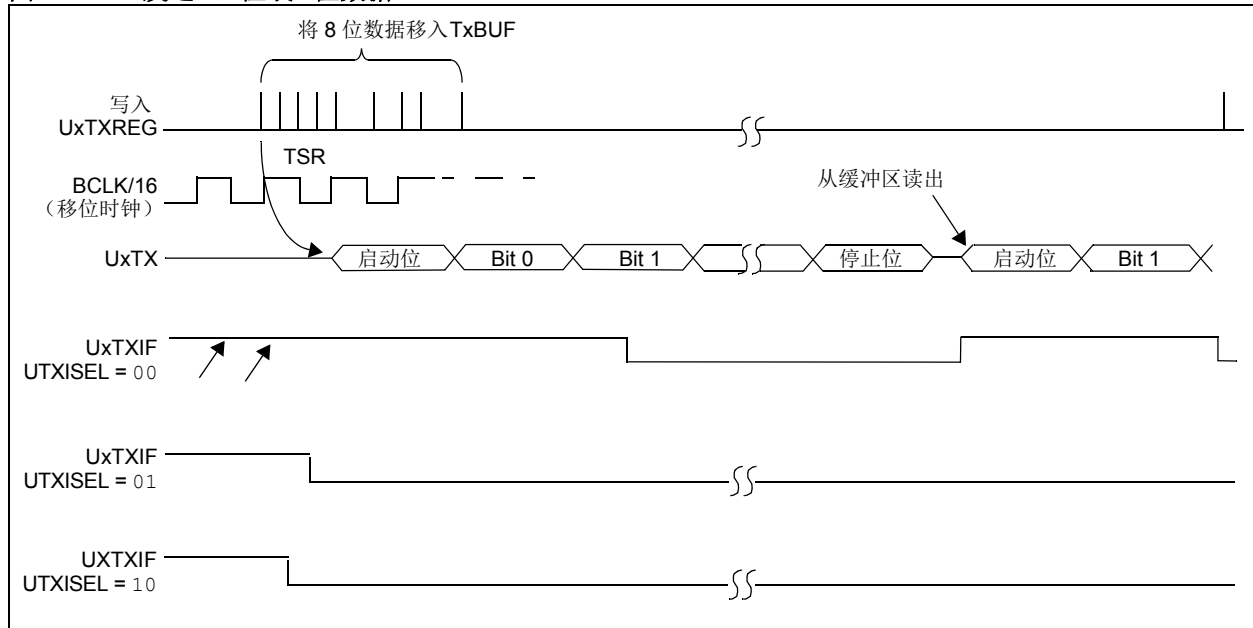 将 8 位数据移入TxBUF
写入
UxTXREG
TSR
BCLK/16
（移位时钟）
从缓冲区读出
UxTX
启动位
Bit 0
Bit 1
停止位
启动位
Bit 1
UxTXIF
UTXISEL = 00
UxTXIF
UTXISEL = 01
UXTXIF
UTXISEL = 10